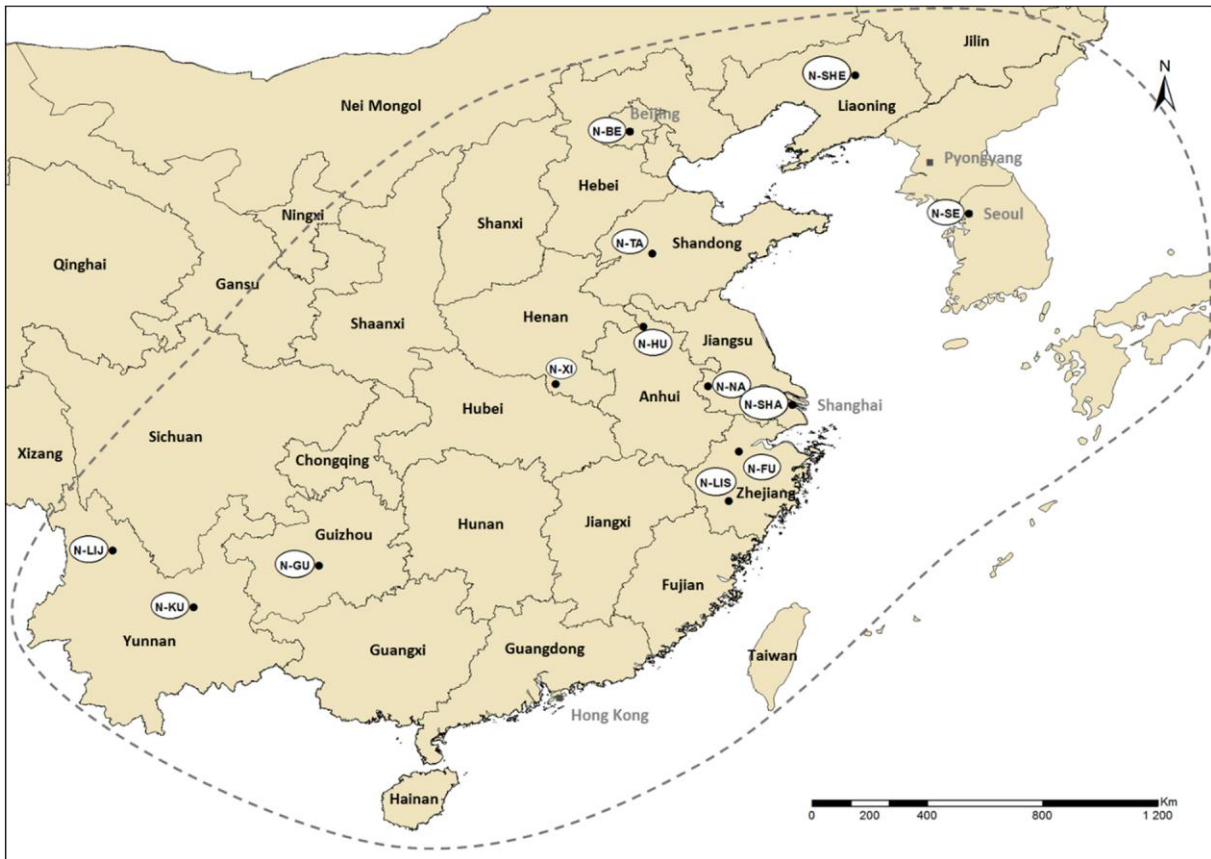 Jilin
N
N-SHE
Liaoning
Nei Mongol
Beijing
N-BE
Pyongyang
Hebei
Ningxi
Shanxi
N-SE
Seoul
N-TA
Shandong
Qinghai
Gansu
Shaanxi
Henan
Jiangsu
N-HU
N-XI
N-NA
Anhui
N-SHA
Shanghai
Hubei
Sichuan
Xizang
Chongqing
N-FU
N-LIS
Zhejiang
Hunan
Jiangxi
Guizhou
N-LIJ
N-GU
Fujian
N-KU
Yunnan
Guangxi
Guangdong
Taiwan
Hong Kong
Hainan
Km
0 200 400 800 1 200